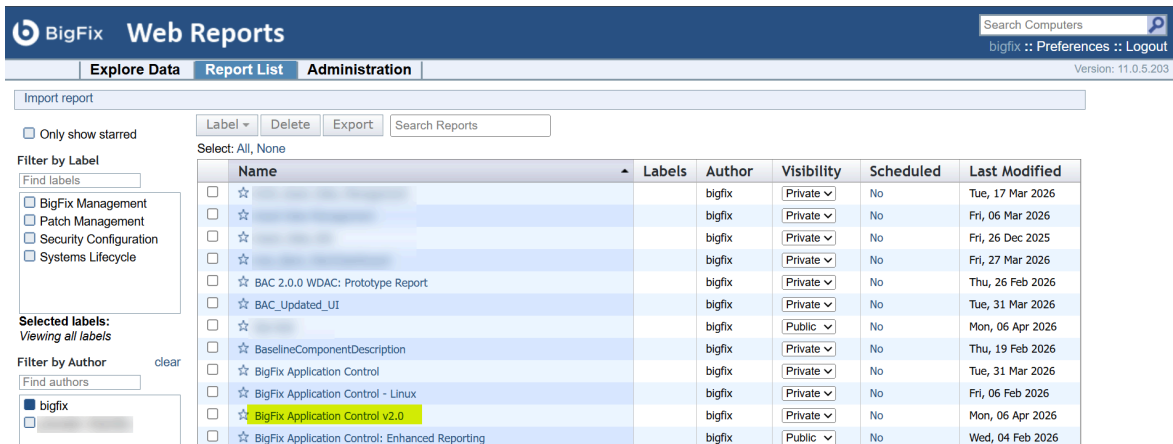 BigFix Web Reports
Search Computers
bigfix :: Preferences :: Logout
Explore Data Report List Administration
Version: 11.0.5.203
Import report
Only show starred
Label Delete Export Search Reports
Select: All, None
Filter by Label
Find labels
BigFix Management
Patch Management
Security Configuration
Systems Lifecycle
Selected labels:
Viewing all labels
Filter by Author clear
Find authors
bigfix
Name Labels Author Visibility Scheduled Last Modified
bigfix Private No Tue, 17 Mar 2026
bigfix Private No Fri, 06 Mar 2026
bigfix Private No Fri, 26 Dec 2025
bigfix Private No Fri, 27 Mar 2026
BAC 2.0.0 WDAC: Prototype Report bigfix Private No Thu, 26 Feb 2026
BAC_Updated_UI bigfix Private No Tue, 31 Mar 2026
bigfix Public No Mon, 06 Apr 2026
BaselineComponentDescription bigfix Private No Thu, 19 Feb 2026
BigFix Application Control bigfix Private No Tue, 31 Mar 2026
BigFix Application Control - Linux bigfix Private No Fri, 06 Feb 2026
BigFix Application Control v2.0 bigfix Private No Mon, 06 Apr 2026
BigFix Application Control: Enhanced Reporting bigfix Public No Wed, 04 Feb 2026